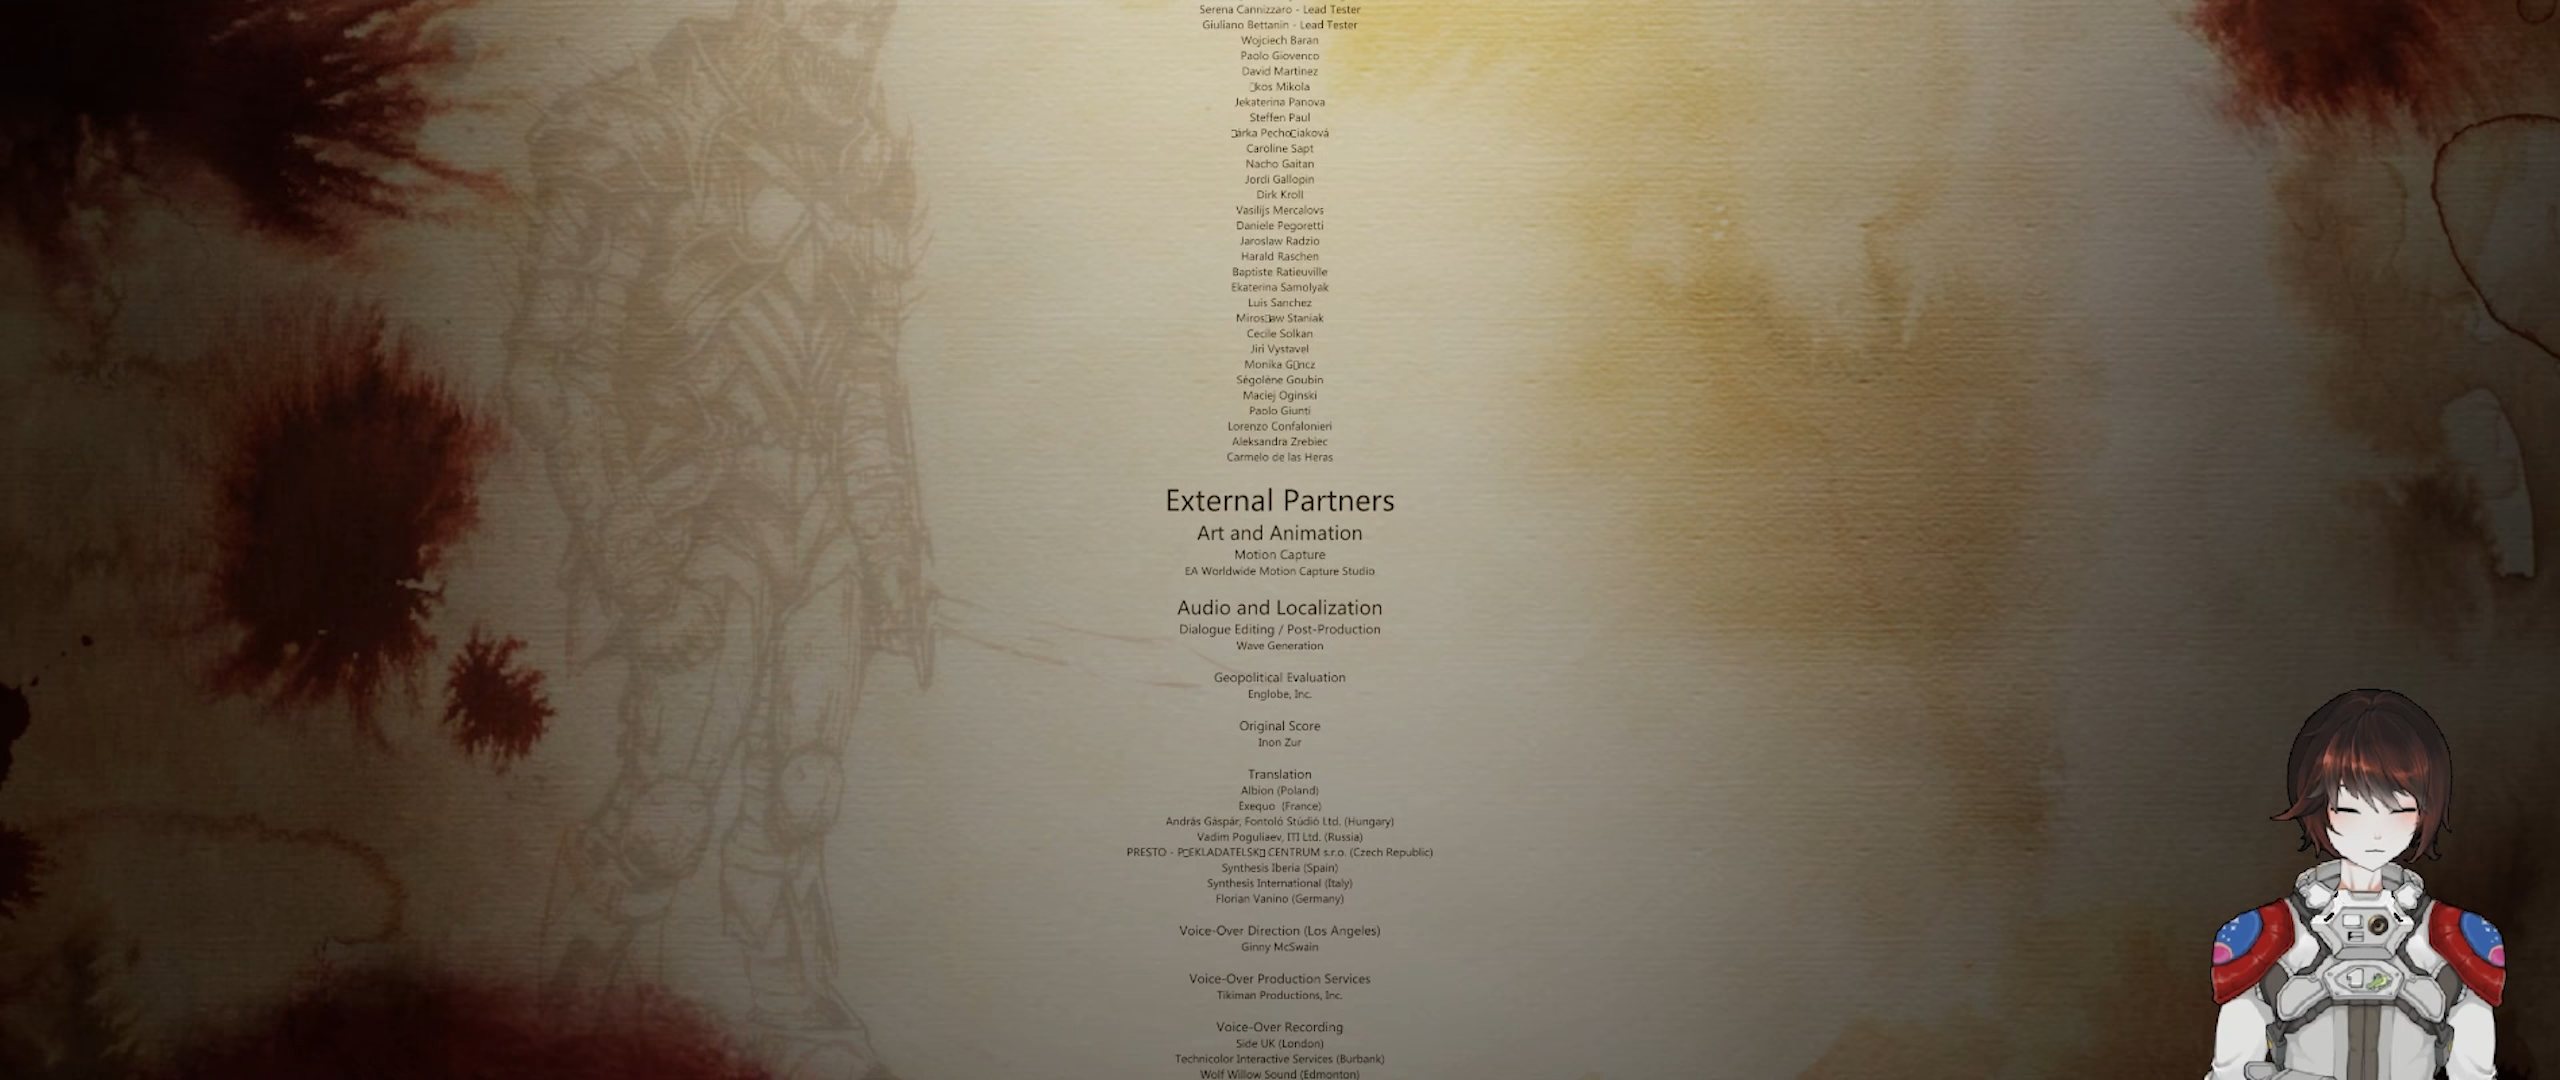 Serena Cannizzaro - Lead Tester
Giuliano Bettanin - Lead Tester
Wojciech Baran
Paolo Giovenco
David Martinez
□kos Mikola
Jekaterina Panova
Steffen Paul
□árka Pecho□iaková
Caroline Sapt
Nacho Gaitan
Jordi Gallopin
Dirk Kroll
Vasilijs Mercalovs
Daniele Pegoretti
Jaroslaw Radzio
Harald Raschen
Baptiste Ratieuville
Ekaterina Samolyak
Luis Sanchez
Miros□aw Staniak
Cecile Solkan
Jiri Vystavel
Monika G□ncz
Ségolène Goubin
Maciej Oginski
Paolo Giunti
Lorenzo Confalonieri
Aleksandra Zrebiec
Carmelo de las Heras
External Partners
Art and Animation
Motion Capture
EA Worldwide Motion Capture Studio
Audio and Localization
Dialogue Editing / Post-Production
Wave Generation
Geopolitical Evaluation
Englobe, Inc.
Original Score
Inon Zur
Translation
Albion (Poland)
Exequo (France)
András Gáspár, Fontoló Stúdió Ltd. (Hungary)
Vadim Poguliaev, ITI Ltd. (Russia)
PRESTO - P□EKLADATELSK□ CENTRUM s.r.o. (Czech Republic)
Synthesis Iberia (Spain)
Synthesis International (Italy)
Florian Vanino (Germany)
Voice-Over Direction (Los Angeles)
Ginny McSwain
Voice-Over Production Services
Tikiman Productions, Inc.
Voice-Over Recording
Side UK (London)
Technicolor Interactive Services (Burbank)
Wolf Willow Sound (Edmonton)